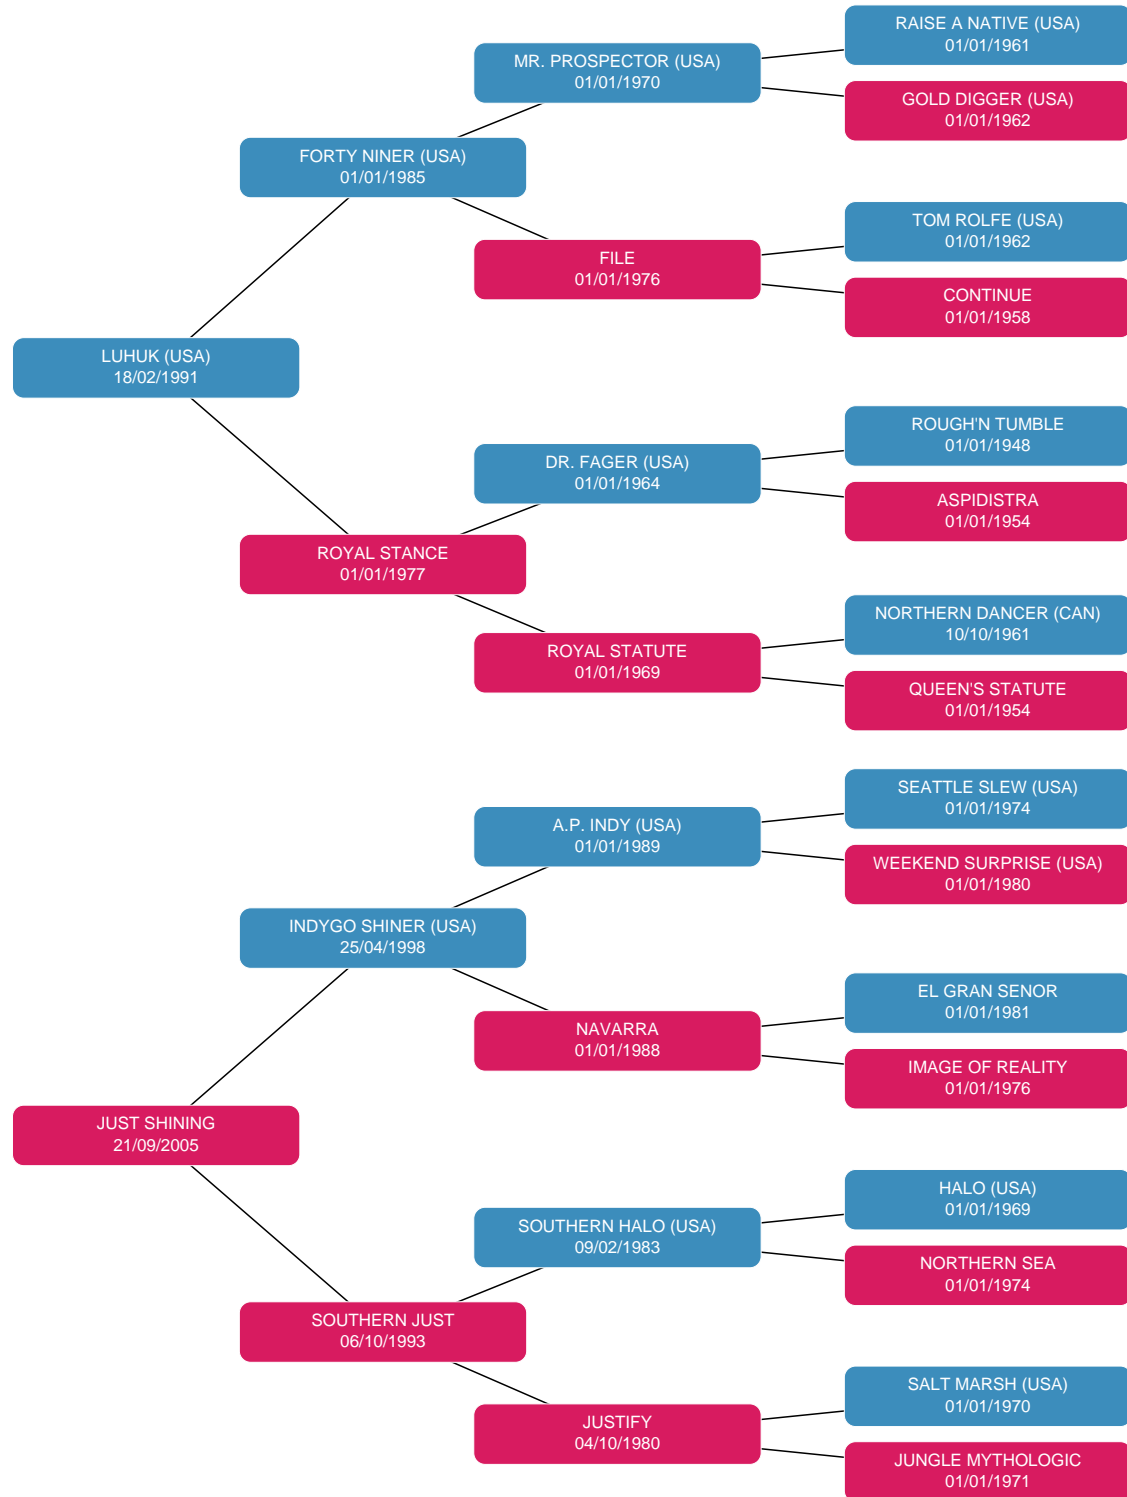 RAISE A NATIVE (USA)
01/01/1961
MR. PROSPECTOR (USA)
01/01/1970
GOLD DIGGER (USA)
01/01/1962
FORTY NINER (USA)
01/01/1985
TOM ROLFE (USA)
01/01/1962
FILE
01/01/1976
CONTINUE
01/01/1958
LUHUK (USA)
18/02/1991
ROUGH'N TUMBLE
01/01/1948
DR. FAGER (USA)
01/01/1964
ASPIDISTRA
01/01/1954
ROYAL STANCE
01/01/1977
NORTHERN DANCER (CAN)
10/10/1961
ROYAL STATUTE
01/01/1969
QUEEN'S STATUTE
01/01/1954
SEATTLE SLEW (USA)
01/01/1974
A.P. INDY (USA)
01/01/1989
WEEKEND SURPRISE (USA)
01/01/1980
INDYGO SHINER (USA)
25/04/1998
EL GRAN SENOR
01/01/1981
NAVARRA
01/01/1988
IMAGE OF REALITY
01/01/1976
JUST SHINING
21/09/2005
HALO (USA)
01/01/1969
SOUTHERN HALO (USA)
09/02/1983
NORTHERN SEA
01/01/1974
SOUTHERN JUST
06/10/1993
SALT MARSH (USA)
01/01/1970
JUSTIFY
04/10/1980
JUNGLE MYTHOLOGIC
01/01/1971